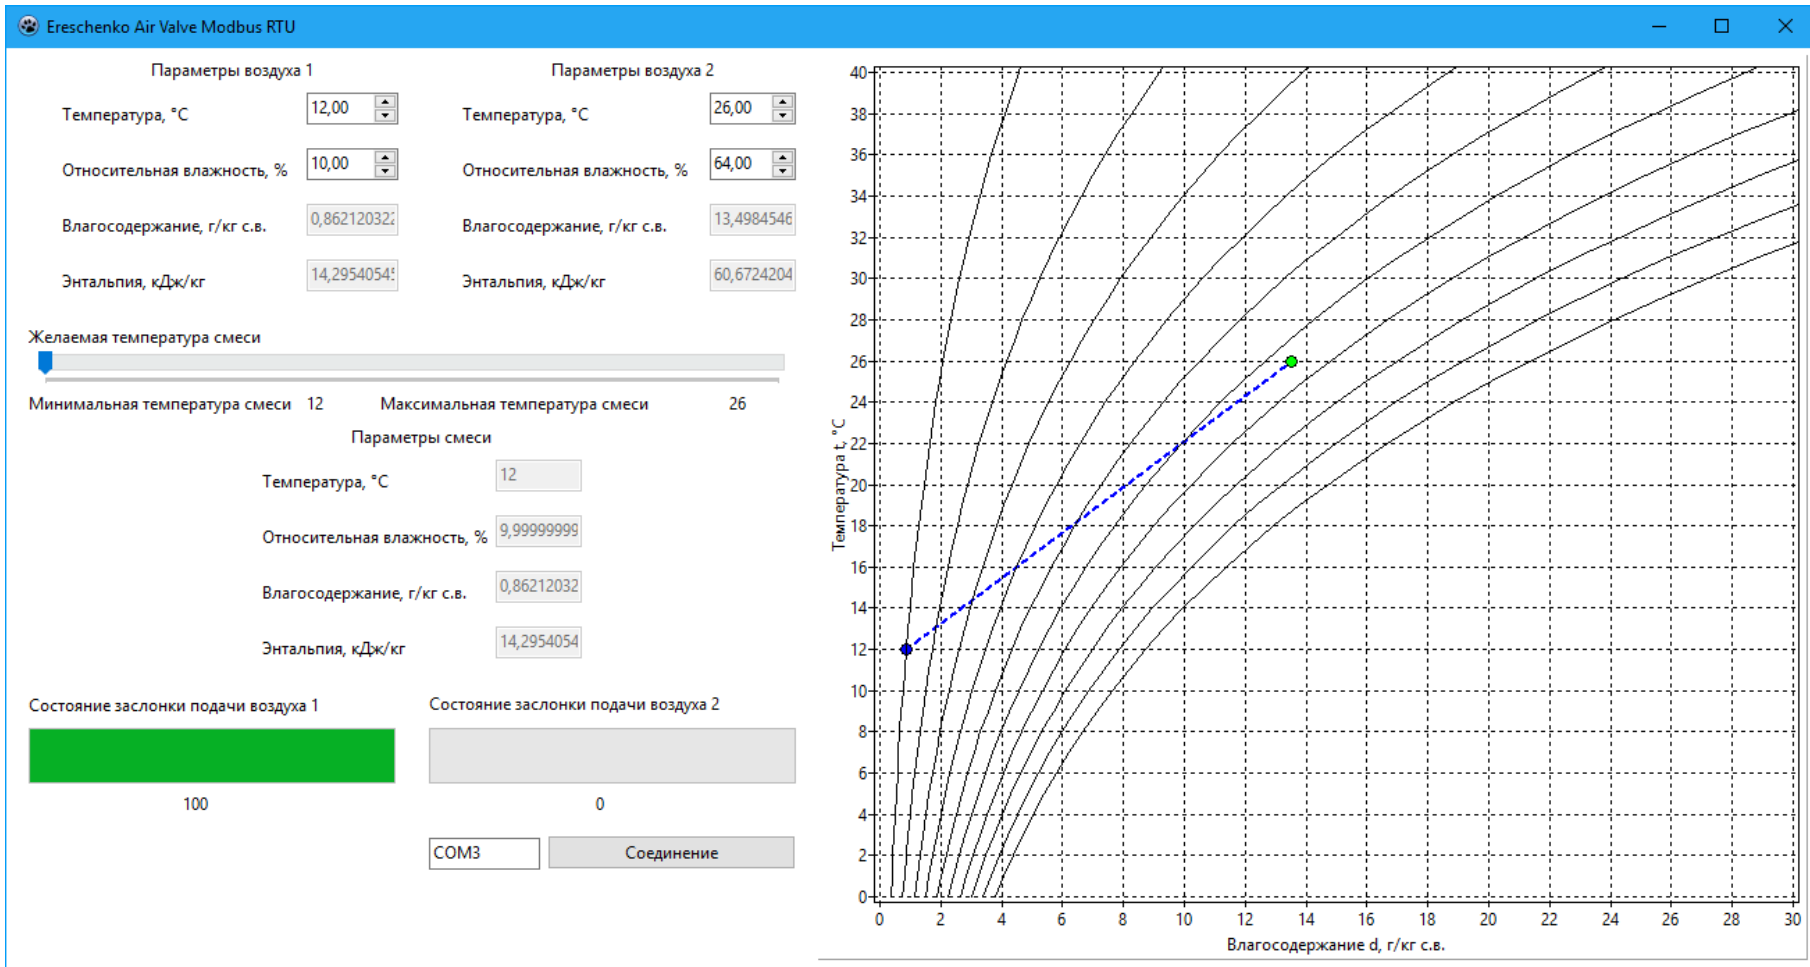 Ereschenko Air Valve Modbus RTU
Параметры воздуха 1
Параметры воздуха 2
Температура, °C 12,00
Температура, °C 26,00
Относительная влажность, % 10,00
Относительная влажность, % 64,00
Влагосодержание, г/кг с.в. 0,862120322
Влагосодержание, г/кг с.в. 13,4984546
Энтальпия, кДж/кг 14,2954054
Энтальпия, кДж/кг 60,6724204
Желаемая температура смеси
Минимальная температура смеси 12 Максимальная температура смеси 26
Параметры смеси
Температура, °C 12
Относительная влажность, % 9,99999999
Влагосодержание, г/кг с.в. 0,86212032
Энтальпия, кДж/кг 14,2954054
Состояние заслонки подачи воздуха 1
Состояние заслонки подачи воздуха 2
100
0
COM3 Соединение
Температура t, °C
40
38
36
34
32
30
28
26
24
22
20
18
16
14
12
10
8
6
4
2
0
0 2 4 6 8 10 12 14 16 18 20 22 24 26 28 30
Влагосодержание d, г/кг с.в.